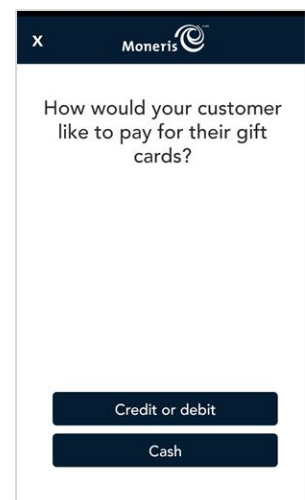 X
Moneris
How would your customer
like to pay for their gift
cards?
Credit or debit
Cash